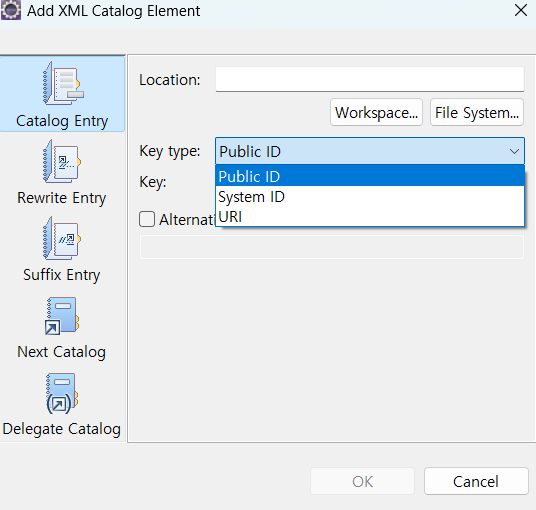 Add XML Catalog Element
Catalog Entry
Rewrite Entry
Suffix Entry
Next Catalog
Delegate Catalog
Location:
Workspace... File System...
Key type: Public ID
Public ID
System ID
URI
Key:
OK Cancel